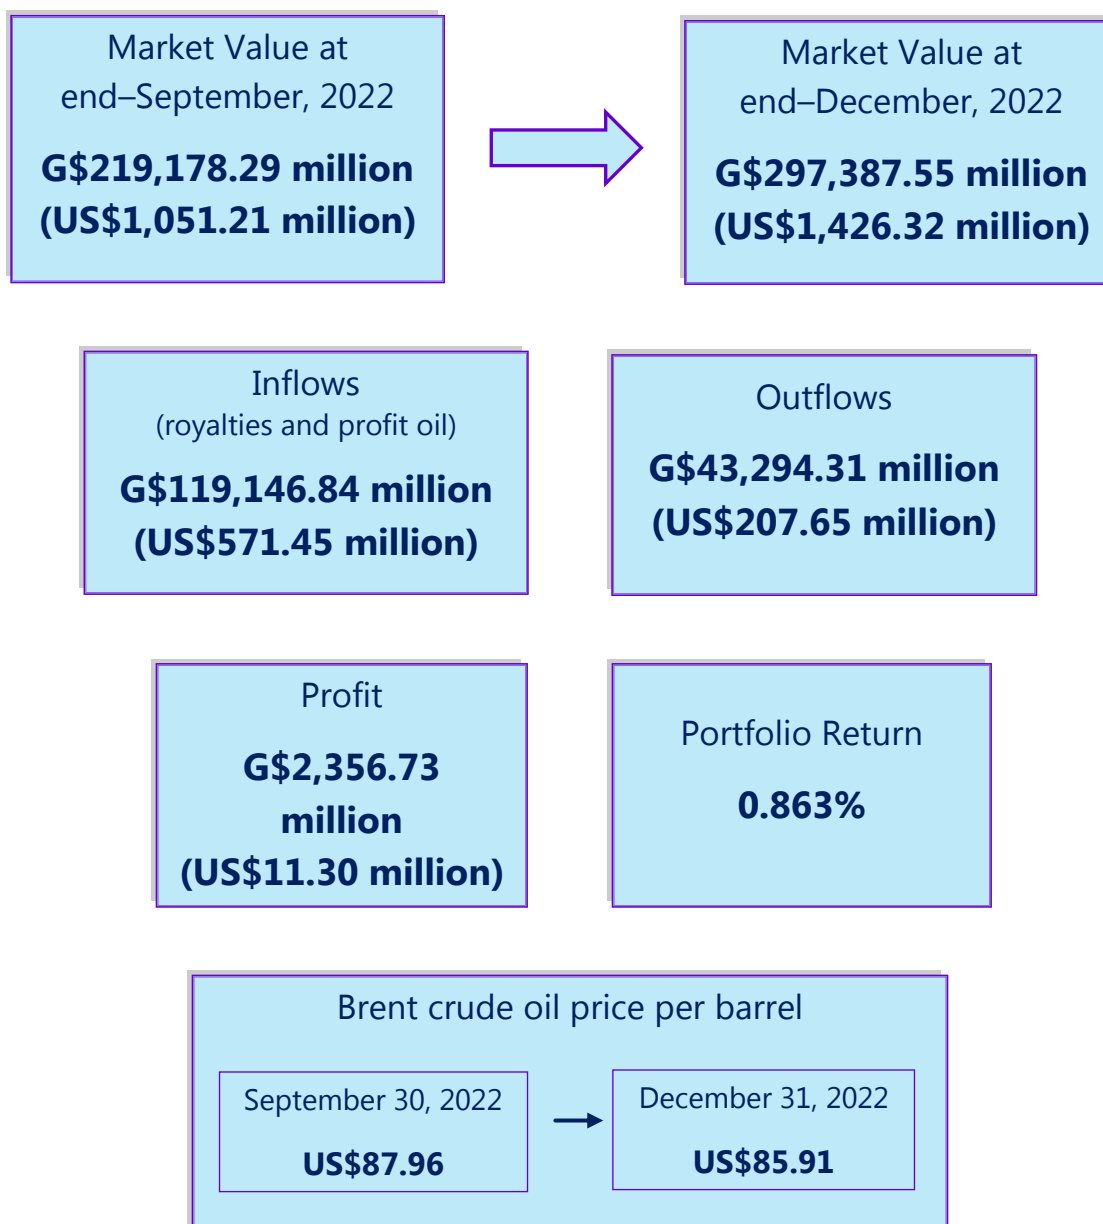 Market Value at
end–September, 2022
G$219,178.29 million
(US$1,051.21 million)
Market Value at
end–December, 2022
G$297,387.55 million
(US$1,426.32 million)
Inflows
(royalties and profit oil)
G$119,146.84 million
(US$571.45 million)
Outflows
G$43,294.31 million
(US$207.65 million)
Profit
G$2,356.73
million
(US$11.30 million)
Portfolio Return
0.863%
Brent crude oil price per barrel
September 30, 2022
US$87.96
December 31, 2022
US$85.91